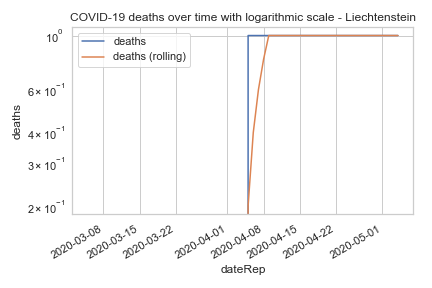 COVID-19 deaths over time with logarithmic scale - Liechtenstein
10⁰
6 × 10⁻¹
4 × 10⁻¹
3 × 10⁻¹
2 × 10⁻¹
deaths
deaths
deaths (rolling)
2020-03-08
2020-03-15
2020-03-22
2020-04-01
2020-04-08
2020-04-15
2020-04-22
2020-05-01
dateRep